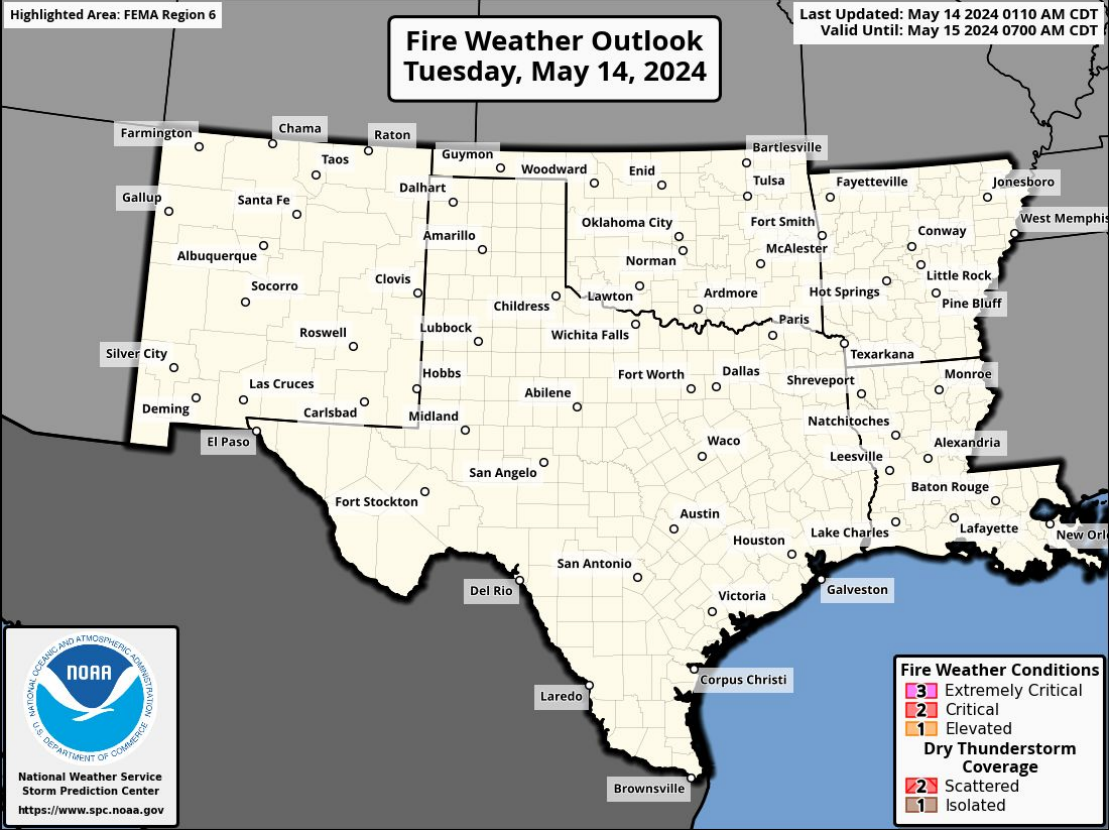 Highlighted Area: FEMA Region 6
Fire Weather Outlook
Tuesday, May 14, 2024
Last Updated: May 14 2024 0110 AM CDT
Valid Until: May 15 2024 0700 AM CDT
Farmington
Chama
Raton
Taos
Guymon
Woodward
Enid
Bartlesville
Tulsa
Fayetteville
Jonesboro
Gallup
Santa Fe
Dalhart
Oklahoma City
Fort Smith
West Memphis
Albuquerque
Amarillo
Norman
McAlester
Conway
Little Rock
Socorro
Clovis
Childress
Lawton
Ardmore
Hot Springs
Pine Bluff
Roswell
Lubbock
Wichita Falls
Paris
Texarkana
Silver City
Las Cruces
Hobbs
Fort Worth
Dallas
Shreveport
Monroe
Deming
Carlsbad
Midland
Abilene
Natchitoches
El Paso
San Angelo
Waco
Leesville
Alexandria
Fort Stockton
Baton Rouge
Austin
Houston
Lake Charles
Lafayette
New Orl
San Antonio
Del Rio
Victoria
Galveston
Laredo
Corpus Christi
Brownsville
NATIONAL OCEANIC AND ATMOSPHERIC ADMINISTRATION
NOAA
U.S. DEPARTMENT OF COMMERCE
National Weather Service
Storm Prediction Center
https://www.spc.noaa.gov
Fire Weather Conditions
3 Extremely Critical
2 Critical
1 Elevated
Dry Thunderstorm
Coverage
2 Scattered
1 Isolated